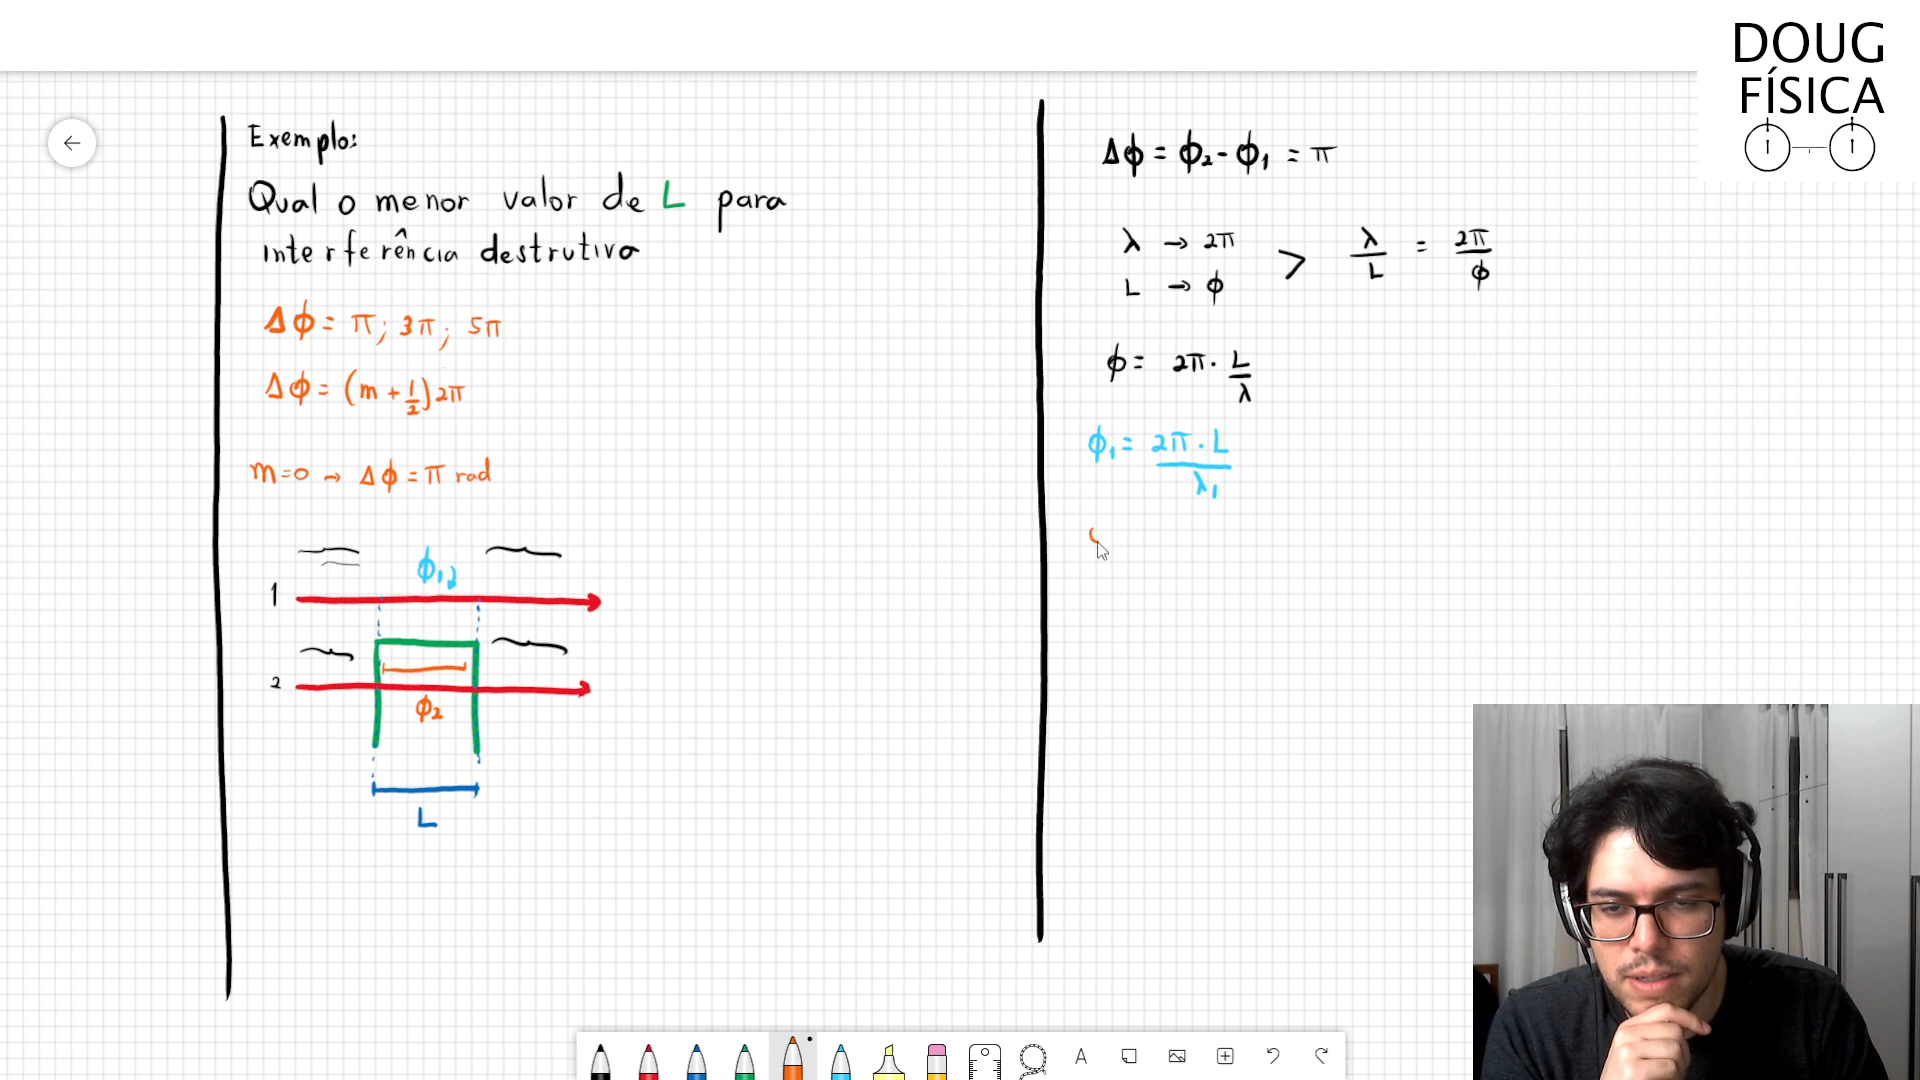 DOUG
FÍSICA
Exemplo:
Qual o menor valor de L para
interferência destrutiva
Δϕ = π; 3π; 5π
Δϕ = (m + 1/2) 2π
m=0 → Δϕ = π rad
ϕ₁
1
2
ϕ₂
L
Δϕ = ϕ₂ - ϕ₁ = π
λ → 2π
L → ϕ
> λ/L = 2π/ϕ
ϕ = 2π · L/λ
ϕ₁ = 2π · L/λ₁
A